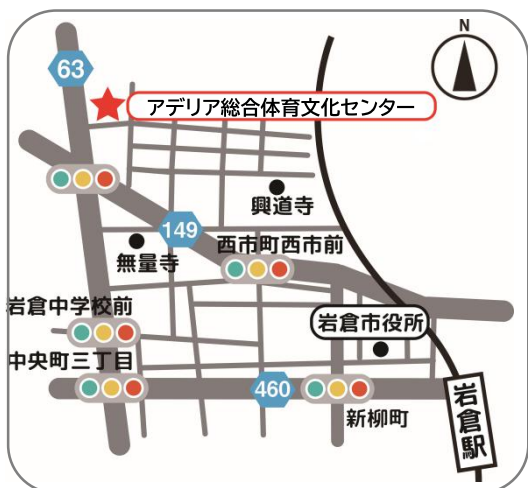 N
63
アデリア総合体育文化センター
興道寺
149
西市町西市前
無量寺
岩倉中学校前
岩倉市役所
中央町三丁目
460
新柳町
岩倉駅